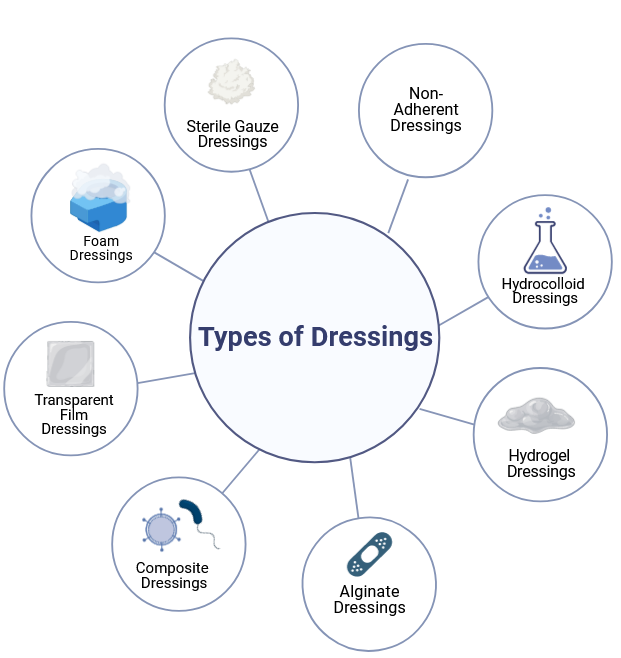 Sterile Gauze
Dressings
Non-
Adherent
Dressings
Foam
Dressings
Hydrocolloid
Dressings
Types of Dressings
Transparent
Film
Dressings
Hydrogel
Dressings
Composite
Dressings
Alginate
Dressings